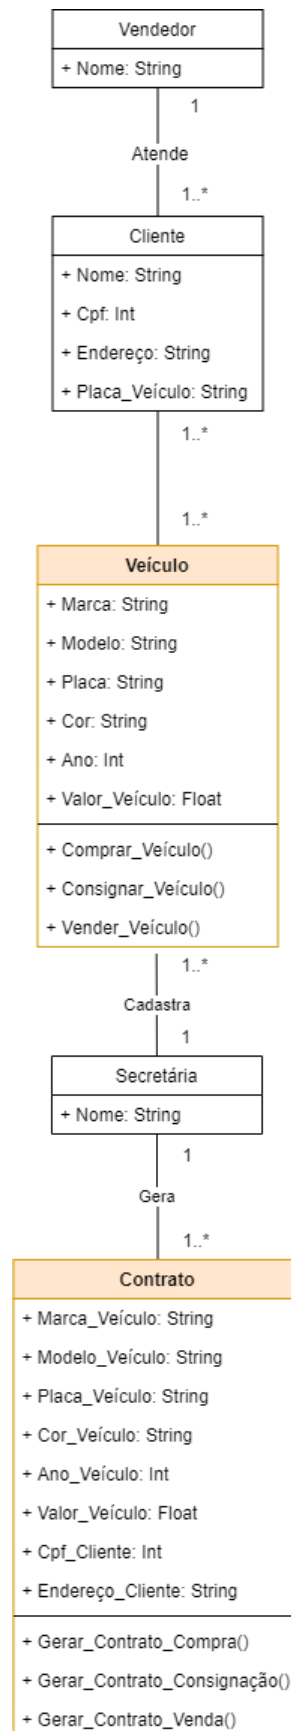 Vendedor
+ Nome: String
1
Atende
1..*
Cliente
+ Nome: String
+ Cpf: Int
+ Endereço: String
+ Placa_Veículo: String
1..*
1..*
Veículo
+ Marca: String
+ Modelo: String
+ Placa: String
+ Cor: String
+ Ano: Int
+ Valor_Veículo: Float
+ Comprar_Veículo()
+ Consignar_Veículo()
+ Vender_Veículo()
1..*
Cadastra
1
Secretária
+ Nome: String
1
Gera
1..*
Contrato
+ Marca_Veículo: String
+ Modelo_Veículo: String
+ Placa_Veículo: String
+ Cor_Veículo: String
+ Ano_Veículo: Int
+ Valor_Veículo: Float
+ Cpf_Cliente: Int
+ Endereço_Cliente: String
+ Gerar_Contrato_Compra()
+ Gerar_Contrato_Consignação()
+ Gerar_Contrato_Venda()